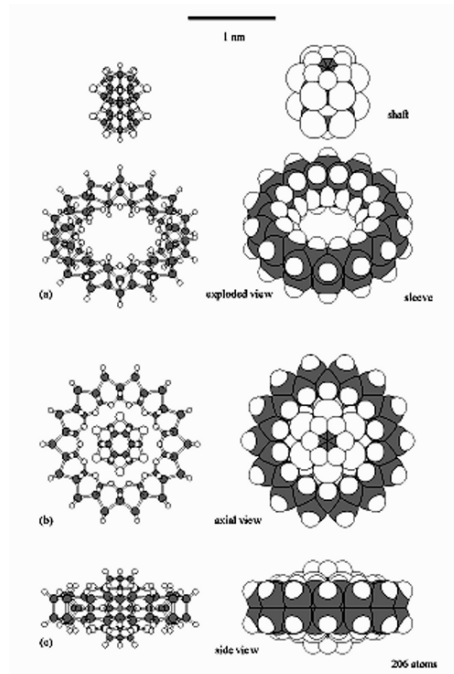 1 nm
shaft
(a)
exploded view
sleeve
(b)
axial view
(c)
side view
206 atoms